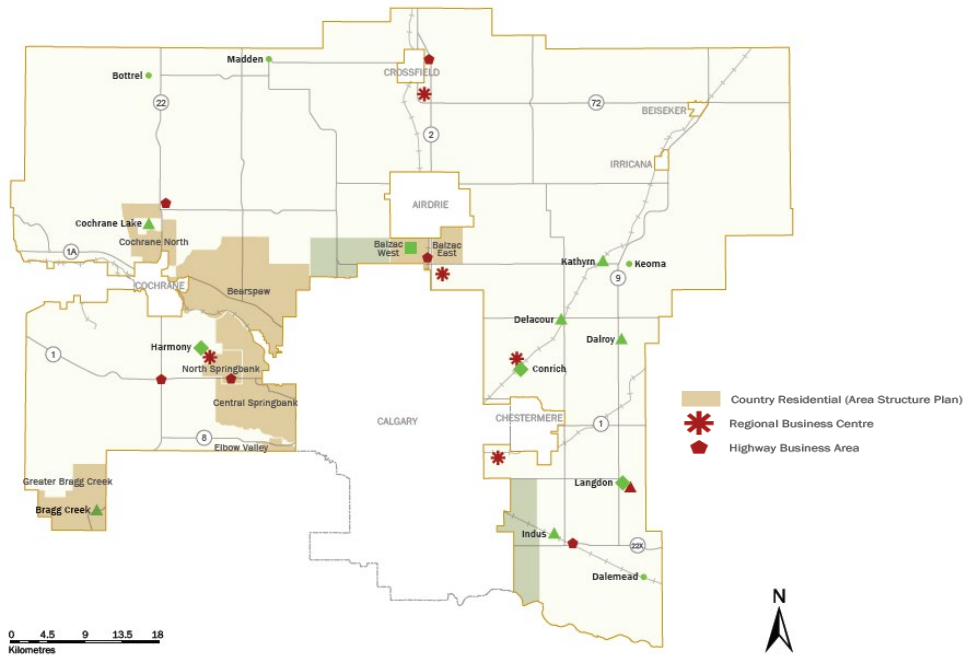 Madden
Bottrel
CROSSFIELD
22
72
BEISEKER
2
IRRICANA
AIRDRIE
Cochrane Lake
Cochrane North
1A
Balzac
West
Balzac
East
Kathyrn
Keoma
9
COCHRANE
Bearspaw
Delacour
Dalroy
Harmony
1
North Springbank
Conrich
Central Springbank
CALGARY
CHESTERMERE
1
8
Elbow Valley
Greater Bragg Creek
Langdon
Bragg Creek
Indus
22X
Dalemead
Country Residential (Area Structure Plan)
Regional Business Centre
Highway Business Area
N
0 4.5 9 13.5 18
Kilometres